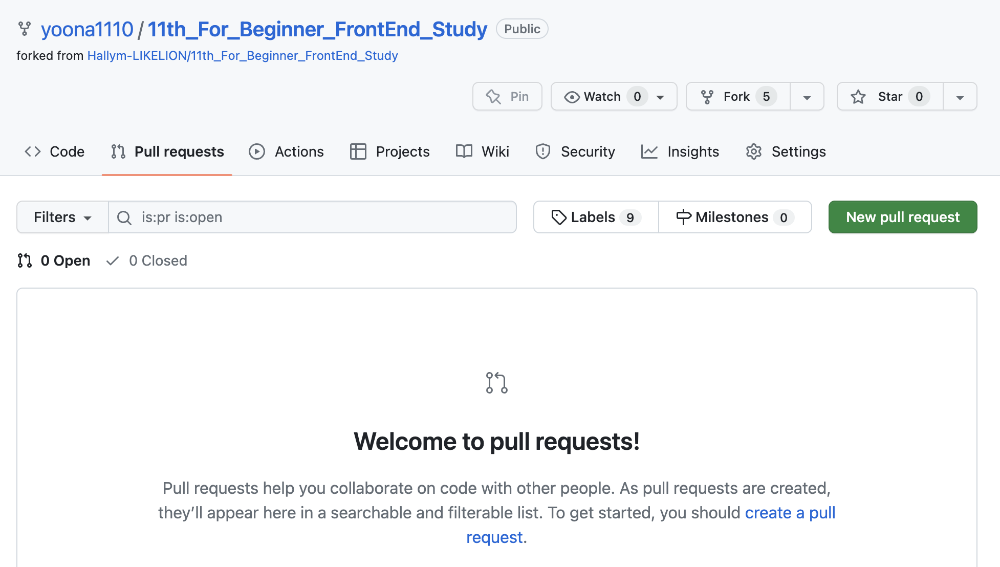 yoona1110 / 11th_For_Beginner_FrontEnd_Study Public
forked from Hallym-LIKELION/11th_For_Beginner_FrontEnd_Study
Pin Watch 0 Fork 5 Star 0
Code Pull requests Actions Projects Wiki Security Insights Settings
Filters is:pr is:open Labels 9 Milestones 0 New pull request
0 Open 0 Closed
Welcome to pull requests!
Pull requests help you collaborate on code with other people. As pull requests are created,
they’ll appear here in a searchable and filterable list. To get started, you should create a pull
request.